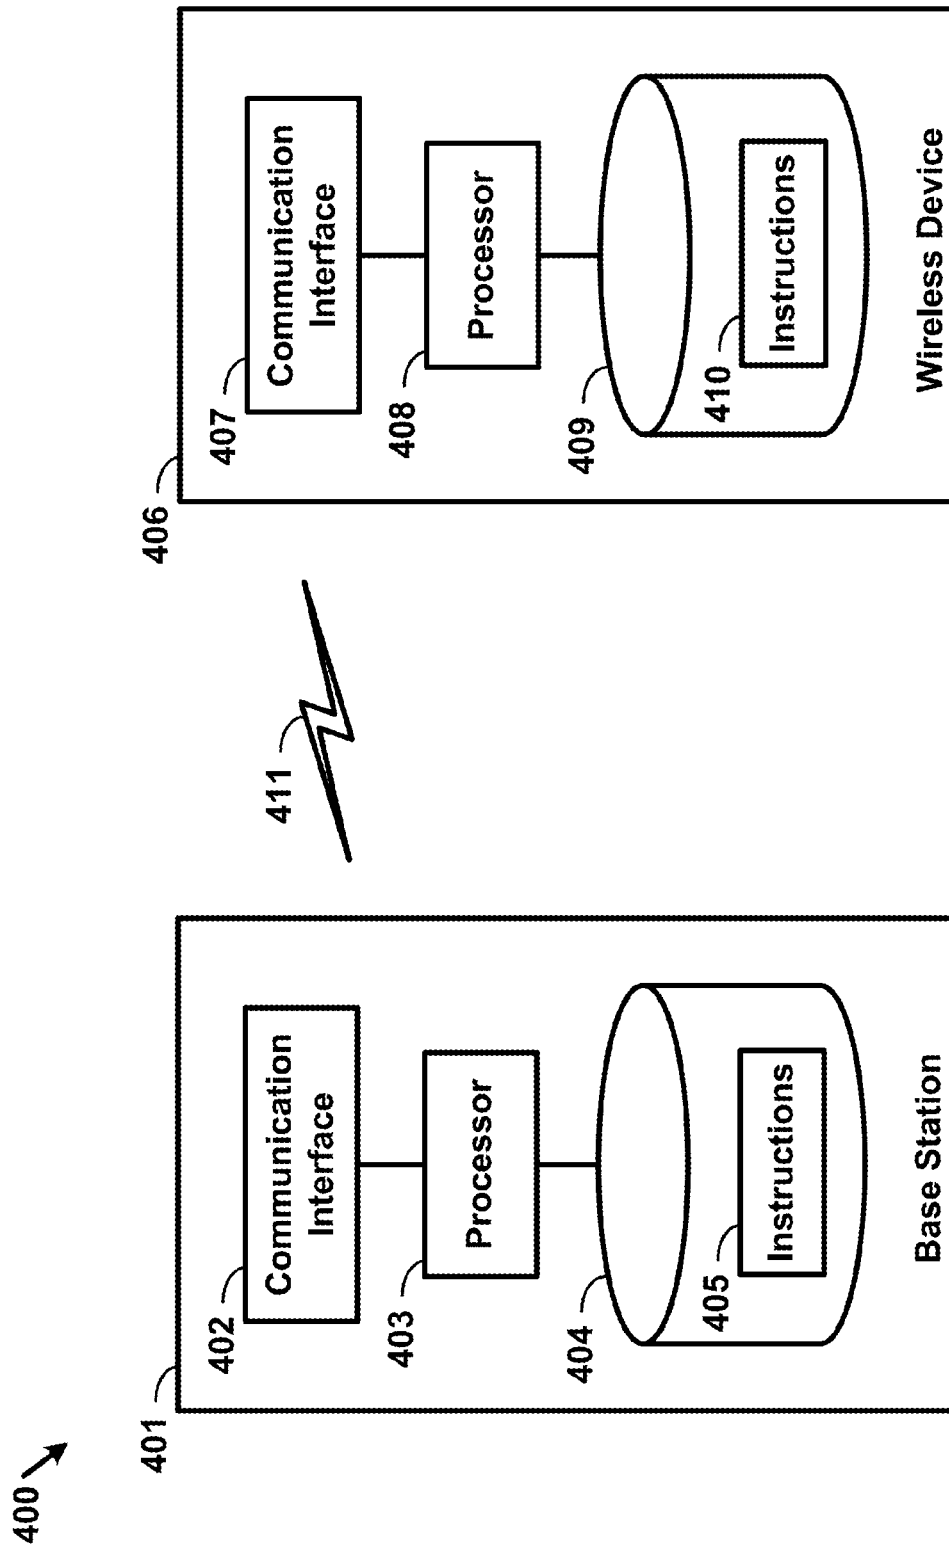 400
401
402
Communication
Interface
403
Processor
404
405
Instructions
Base Station
411
406
407
Communication
Interface
408
Processor
409
410
Instructions
Wireless Device